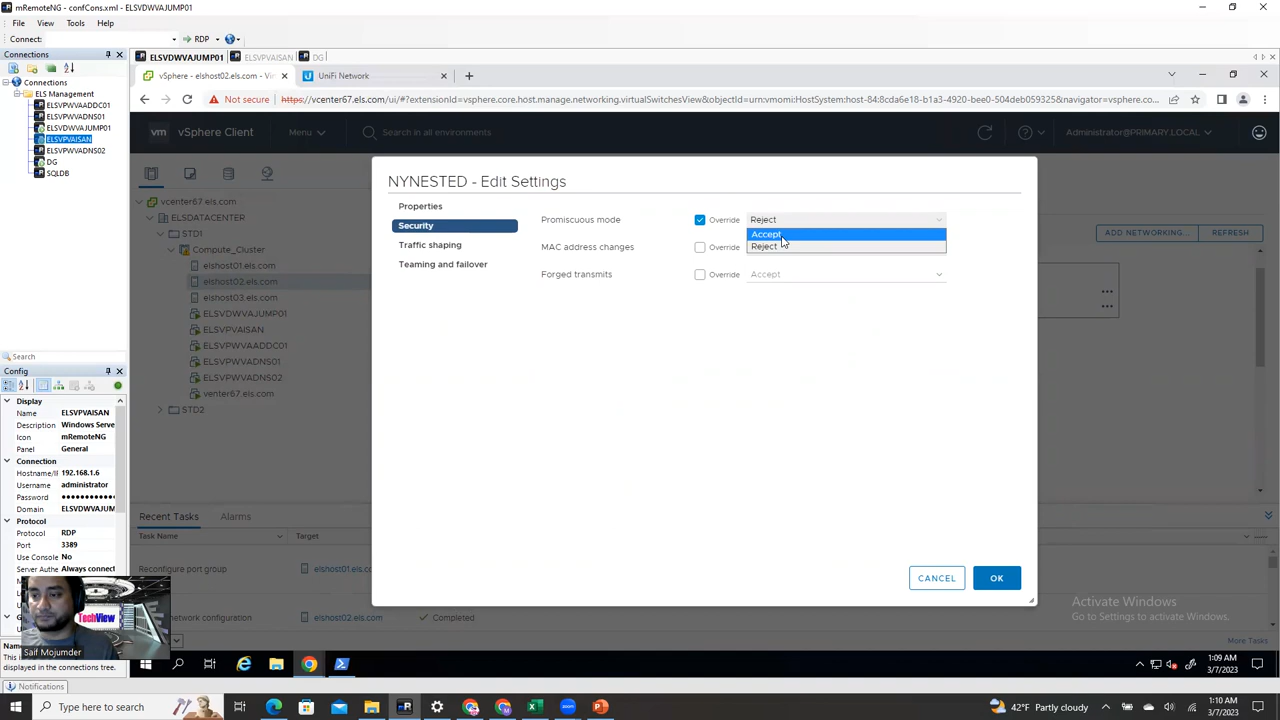 mRemoteNG - confCons.xml - ELSVDWVAJUMP01
File View Tools Help
Connect: RDP
Connections
Connections
ELS Management
ELSVPWVAADDC01
ELSVPWVADNS01
ELSVDWVAJUMP01
ELSVPVAISAN
ELSVPWVADNS02
DG
SQLDB
Search
Config
Display
Name ELSVPVAISAN
Description Windows Serve
Icon mRemoteNG
Panel General
Connection
Hostname/IF 192.168.1.6
Username administrator
Password ••••••••••••••
Domain ELSVDWVAJUM
Protocol
Protocol RDP
Port 3389
Use Console No
Server Authe Always connect
Saif Mojumder
TechView
Name
This i
displayed in the connections tree.
Notifications
ELSVDWVAJUMP01 ELSVPVAISAN DG
vSphere - elshost02.els.com - Vir
UniFi Network
Not secure https://vcenter67.els.com/ui/#?extensionId=vsphere.core.host.manage.networking.virtualSwitchesView&objectId=urn:vmomi:HostSystem:host-84:8cda6e18-b1a3-4920-bee0-504deb059325&navigator=vsphere.co...
vm vSphere Client Menu Search in all environments Administrator@PRIMARY.LOCAL
vcenter67.els.com
ELSDATACENTER
STD1
Compute_Cluster
elshost01.els.com
elshost02.els.com
elshost03.els.com
ELSVDWVAJUMP01
ELSVPVAISAN
ELSVPWVAADDC01
ELSVPWVADNS01
ELSVPWVADNS02
venter67.els.com
STD2
ADD NETWORKING... REFRESH
NYNESTED - Edit Settings
Properties
Security
Traffic shaping
Teaming and failover
Promiscuous mode Override Reject
Accept
Reject
MAC address changes Override
Forged transmits Override Accept
CANCEL OK
Recent Tasks Alarms
Task Name Target
Reconfigure port group elshost01.els.co
network configuration elshost02.els.com Completed
Activate Windows
Go to Settings to activate Windows.
More Tasks
1:09 AM
3/7/2023
Type here to search
42°F Partly cloudy
1:10 AM
3/7/2023